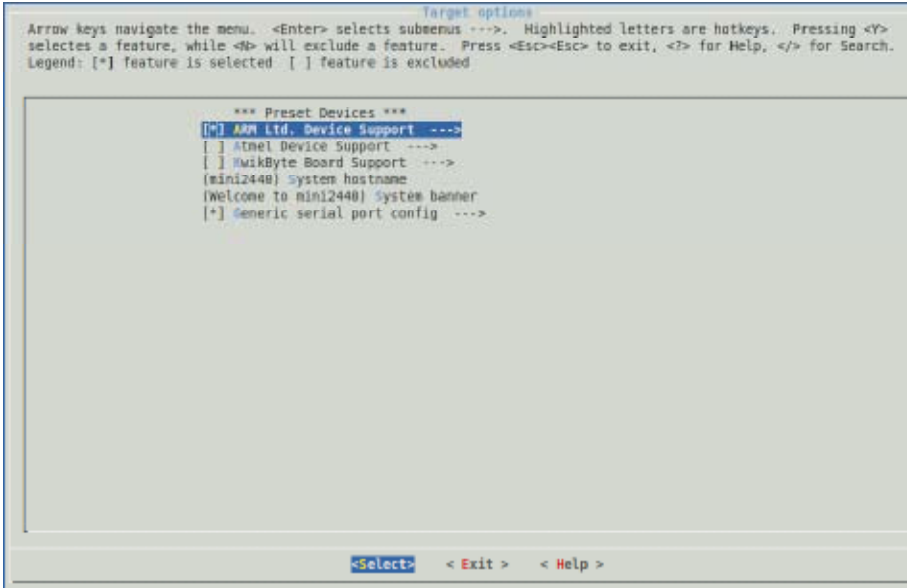 Target options
Arrow keys navigate the menu. <Enter> selects submenus --->. Highlighted letters are hotkeys. Pressing <Y>
selectes a feature, while <N> will exclude a feature. Press <Esc><Esc> to exit, <?> for Help, </> for Search.
Legend: [*] feature is selected [ ] feature is excluded
*** Preset Devices ***
[*] ARM Ltd. Device Support --->
[ ] Atmel Device Support --->
[ ] KwikByte Board Support --->
(mini2440) System hostname
(Welcome to mini2440) System banner
[*] Generic serial port config --->
<Select> < Exit > < Help >